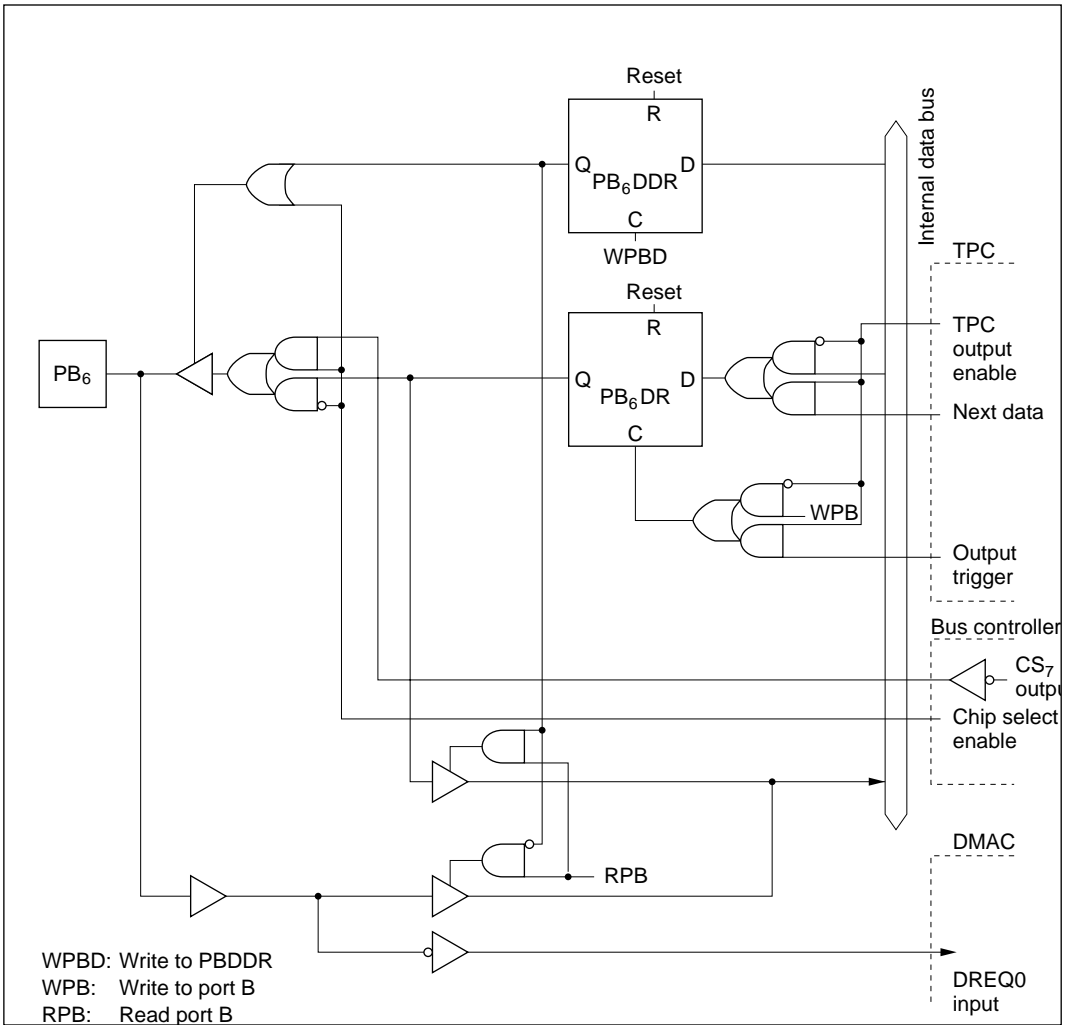 Reset
R
Q
D
PB6DDR
C
WPBD
Internal data bus
TPC
Reset
R
TPC
output
enable
PB6
Q
D
PB6DR
Next data
C
WPB
Output
trigger
Bus controller
CS7
outpu
Chip select
enable
DMAC
RPB
DREQ0
input
WPBD: Write to PBDDR
WPB: Write to port B
RPB: Read port B